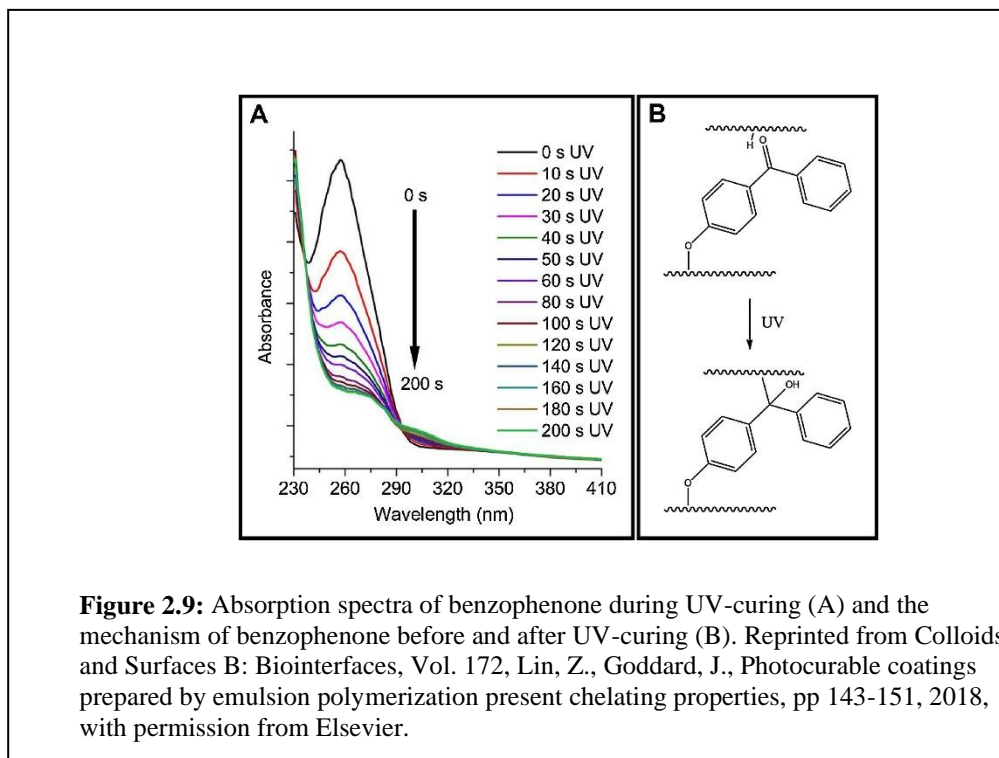 A
B
0 s
200 s
0 s UV
10 s UV
20 s UV
30 s UV
40 s UV
50 s UV
60 s UV
80 s UV
100 s UV
120 s UV
140 s UV
160 s UV
180 s UV
200 s UV
Absorbance
230 260 290 320 350 380 410
Wavelength (nm)
H
O
O
UV
OH
O
Figure 2.9: Absorption spectra of benzophenone during UV-curing (A) and the
mechanism of benzophenone before and after UV-curing (B). Reprinted from Colloids
and Surfaces B: Biointerfaces, Vol. 172, Lin, Z., Goddard, J., Photocurable coatings
prepared by emulsion polymerization present chelating properties, pp 143-151, 2018,
with permission from Elsevier.